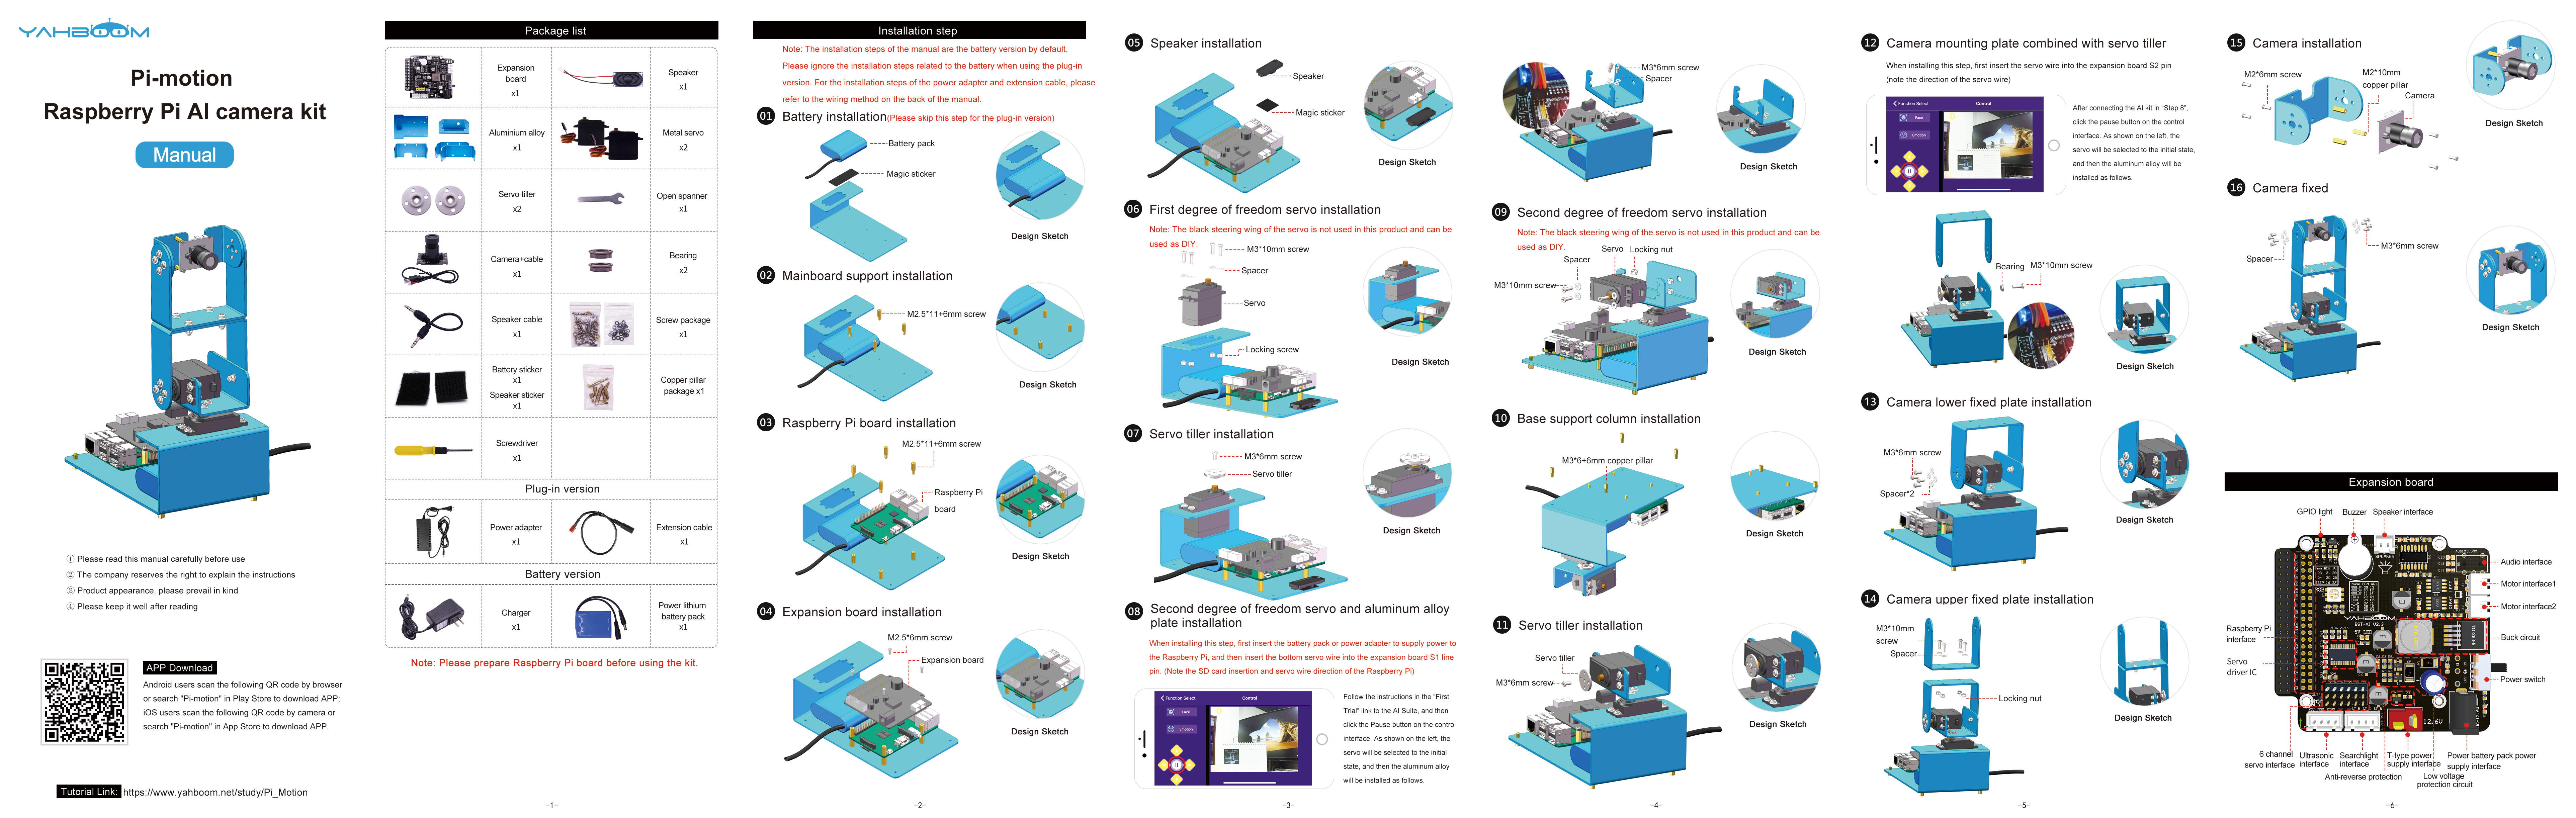 YAHBOOM
Pi-motion
Raspberry Pi AI camera kit
Manual
① Please read this manual carefully before use
② The company reserves the right to explain the instructions
③ Product appearance, please prevail in kind
④ Please keep it well after reading
APP Download
Android users scan the following QR code by browser
or search "Pi-motion" in Play Store to download APP;
iOS users scan the following QR code by camera or
search "Pi-motion" in App Store to download APP.
Tutorial Link: https://www.yahboom.net/study/Pi_Motion
Package list
Expansion
board
x1
Speaker
x1
Aluminium alloy
x1
Metal servo
x2
Servo tiller
x2
Open spanner
x1
Camera+cable
x1
Bearing
x2
Speaker cable
x1
Screw package
x1
Battery sticker
x1
Speaker sticker
x1
Copper pillar
package x1
Screwdriver
x1
Plug-in version
Power adapter
x1
Extension cable
x1
Battery version
Charger
x1
Power lithium
battery pack
x1
Note: Please prepare Raspberry Pi board before using the kit.
-1-
Installation step
Note: The installation steps of the manual are the battery version by default.
Please ignore the installation steps related to the battery when using the plug-in
version. For the installation steps of the power adapter and extension cable, please
refer to the wiring method on the back of the manual.
01 Battery installation(Please skip this step for the plug-in version)
Battery pack
Magic sticker
Design Sketch
02 Mainboard support installation
M2.5*11+6mm screw
Design Sketch
03 Raspberry Pi board installation
M2.5*11+6mm screw
Raspberry Pi
board
Design Sketch
04 Expansion board installation
M2.5*6mm screw
Expansion board
Design Sketch
-2-
05 Speaker installation
Speaker
Magic sticker
Design Sketch
06 First degree of freedom servo installation
Note: The black steering wing of the servo is not used in this product and can be
used as DIY.
M3*10mm screw
Spacer
Servo
Locking screw
Design Sketch
07 Servo tiller installation
M3*6mm screw
Servo tiller
Design Sketch
08 Second degree of freedom servo and aluminum alloy
plate installation
When installing this step, first insert the battery pack or power adapter to supply power to
the Raspberry Pi, and then insert the bottom servo wire into the expansion board S1 line
pin. (Note the SD card insertion and servo wire direction of the Raspberry Pi)
Function Select
Control
Face
Emotion
Follow the instructions in the "First
Trial" link to the AI Suite, and then
click the Pause button on the control
interface. As shown on the left, the
servo will be selected to the initial
state, and then the aluminum alloy
will be installed as follows.
-3-
M3*6mm screw
Spacer
Design Sketch
09 Second degree of freedom servo installation
Note: The black steering wing of the servo is not used in this product and can be
used as DIY.
Servo
Locking nut
Spacer
M3*10mm screw
Design Sketch
10 Base support column installation
M3*6+6mm copper pillar
Design Sketch
11 Servo tiller installation
Servo tiller
M3*6mm screw
Design Sketch
-4-
12 Camera mounting plate combined with servo tiller
When installing this step, first insert the servo wire into the expansion board S2 pin
(note the direction of the servo wire)
Function Select
Control
Face
Emotion
After connecting the AI kit in "Step 8",
click the pause button on the control
interface. As shown on the left, the
servo will be selected to the initial state,
and then the aluminum alloy will be
installed as follows.
Bearing
M3*10mm screw
Design Sketch
13 Camera lower fixed plate installation
M3*6mm screw
Spacer*2
Design Sketch
14 Camera upper fixed plate installation
M3*10mm
screw
Spacer
Locking nut
Design Sketch
-5-
15 Camera installation
M2*6mm screw
M2*10mm
copper pillar
Camera
Design Sketch
16 Camera fixed
M3*6mm screw
Spacer
Design Sketch
Expansion board
GPIO light
Buzzer
Speaker interface
Audio interface
Motor interface1
Motor interface2
Raspberry Pi
interface
Buck circuit
Servo
driver IC
Power switch
YAHBOOM
12.6V
6 channel
servo interface
Ultrasonic
interface
Searchlight
interface
T-type power
supply interface
Power battery pack power
supply interface
Anti-reverse protection
Low voltage
protection circuit
-6-